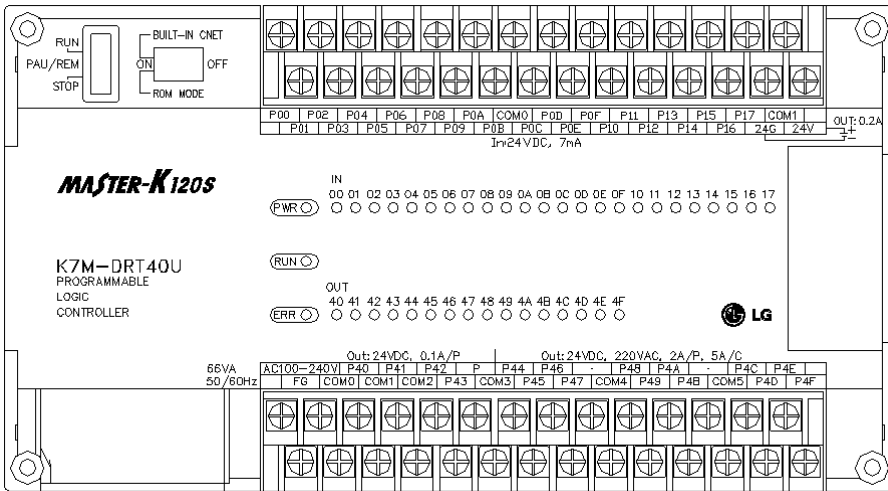 RUN
PAU/REM
STOP
BUILT-IN CNET
ON OFF
ROM MODE
P00 P02 P04 P06 P08 P0A COM0 P0D P0F P11 P13 P15 P17 COM1
P01 P03 P05 P07 P09 P0B P0C P0E P10 P12 P14 P16 24G 24V
OUT: 0.2A
In:24VDC, 7mA
MASTER-K120S
IN
00 01 02 03 04 05 06 07 08 09 0A 0B 0C 0D 0E 0F 10 11 12 13 14 15 16 17
PWR
K7M-DRT40U
PROGRAMMABLE
LOGIC
CONTROLLER
RUN
OUT
40 41 42 43 44 45 46 47 48 49 4A 4B 4C 4D 4E 4F
ERR
LG
Out:24VDC, 0.1A/P Out:24VDC, 220VAC, 2A/P, 5A/C
66VA
50/60Hz
AC100-240V P40 P41 P42 P P44 P46 · P48 P4A · P4C P4E
FG COM0 COM1 COM2 P43 COM3 P45 P47 COM4 P49 P4B COM5 P4D P4F